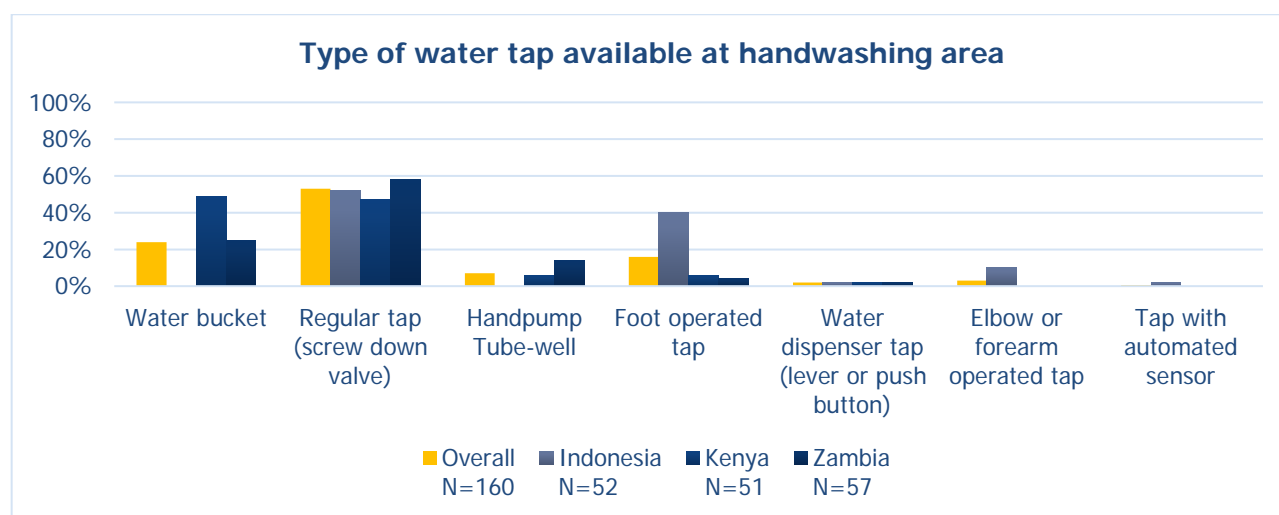 Type of water tap available at handwashing area
100%
80%
60%
40%
20%
0%
Water bucket
Regular tap
(screw down
valve)
Handpump
Tube-well
Foot operated
tap
Water
dispenser tap
(lever or push
button)
Elbow or
forearm
operated tap
Tap with
automated
sensor
Overall Indonesia Kenya Zambia
N=160 N=52 N=51 N=57